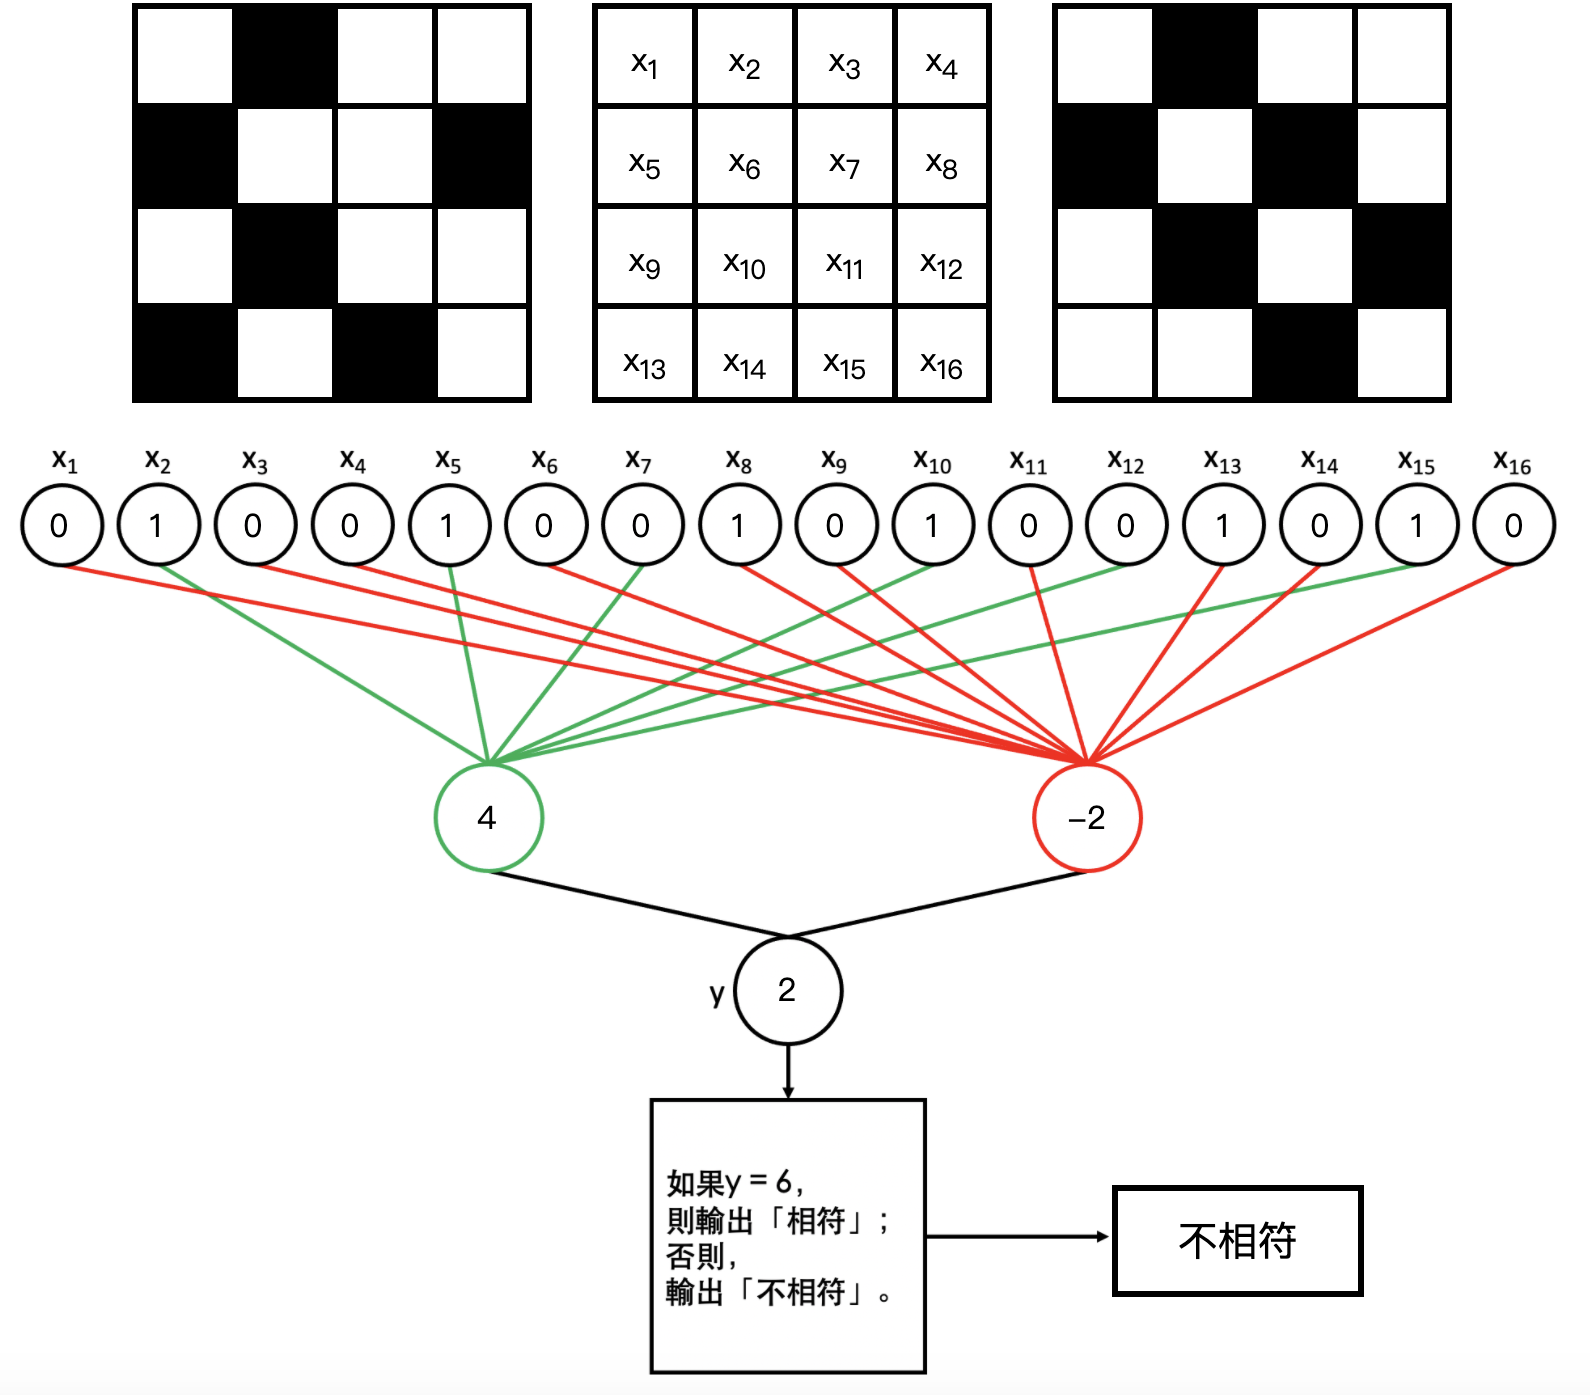 x₁ x₂ x₃ x₄
x₅ x₆ x₇ x₈
x₉ x₁₀ x₁₁ x₁₂
x₁₃ x₁₄ x₁₅ x₁₆
x₁ x₂ x₃ x₄ x₅ x₆ x₇ x₈ x₉ x₁₀ x₁₁ x₁₂ x₁₃ x₁₄ x₁₅ x₁₆
0 1 0 0 1 0 0 1 0 1 0 0 1 0 1 0
4 –2
y 2
如果y = 6,
則輸出「相符」;
否則,
輸出「不相符」。
不相符